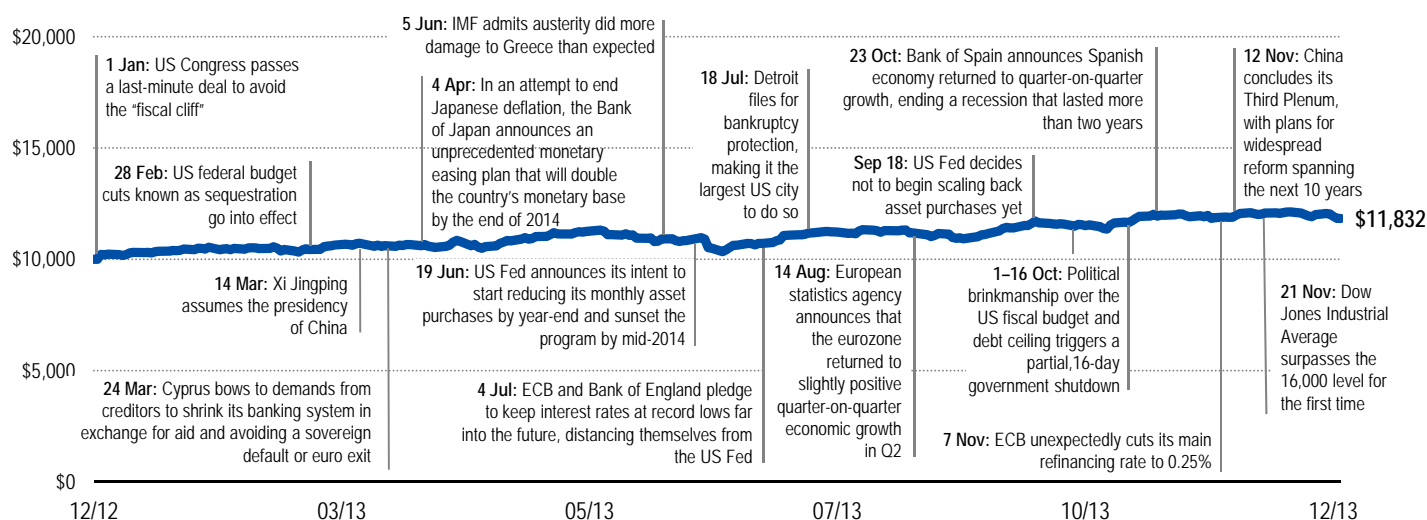 $20,000
$15,000
$10,000
$5,000
$0
1 Jan: US Congress passes
a last-minute deal to avoid
the "fiscal cliff"
28 Feb: US federal budget
cuts known as sequestration
go into effect
14 Mar: Xi Jingping
assumes the presidency
of China
24 Mar: Cyprus bows to demands from
creditors to shrink its banking system in
exchange for aid and avoiding a sovereign
default or euro exit
4 Apr: In an attempt to end
Japanese deflation, the Bank
of Japan announces an
unprecedented monetary
easing plan that will double
the country's monetary base
by the end of 2014
5 Jun: IMF admits austerity did more
damage to Greece than expected
19 Jun: US Fed announces its intent to
start reducing its monthly asset
purchases by year-end and sunset the
program by mid-2014
4 Jul: ECB and Bank of England pledge
to keep interest rates at record lows far
into the future, distancing themselves from
the US Fed
18 Jul: Detroit
files for
bankruptcy
protection,
making it the
largest US city
to do so
14 Aug: European
statistics agency
announces that
the eurozone
returned to
slightly positive
quarter-on-quarter
economic growth
in Q2
Sep 18: US Fed decides
not to begin scaling back
asset purchases yet
1–16 Oct: Political
brinkmanship over the
US fiscal budget and
debt ceiling triggers a
partial,16-day
government shutdown
23 Oct: Bank of Spain announces Spanish
economy returned to quarter-on-quarter
growth, ending a recession that lasted more
than two years
7 Nov: ECB unexpectedly cuts its main
refinancing rate to 0.25%
12 Nov: China
concludes its
Third Plenum,
with plans for
widespread
reform spanning
the next 10 years
21 Nov: Dow
Jones Industrial
Average
surpasses the
16,000 level for
the first time
$11,832
12/12
03/13
05/13
07/13
10/13
12/13